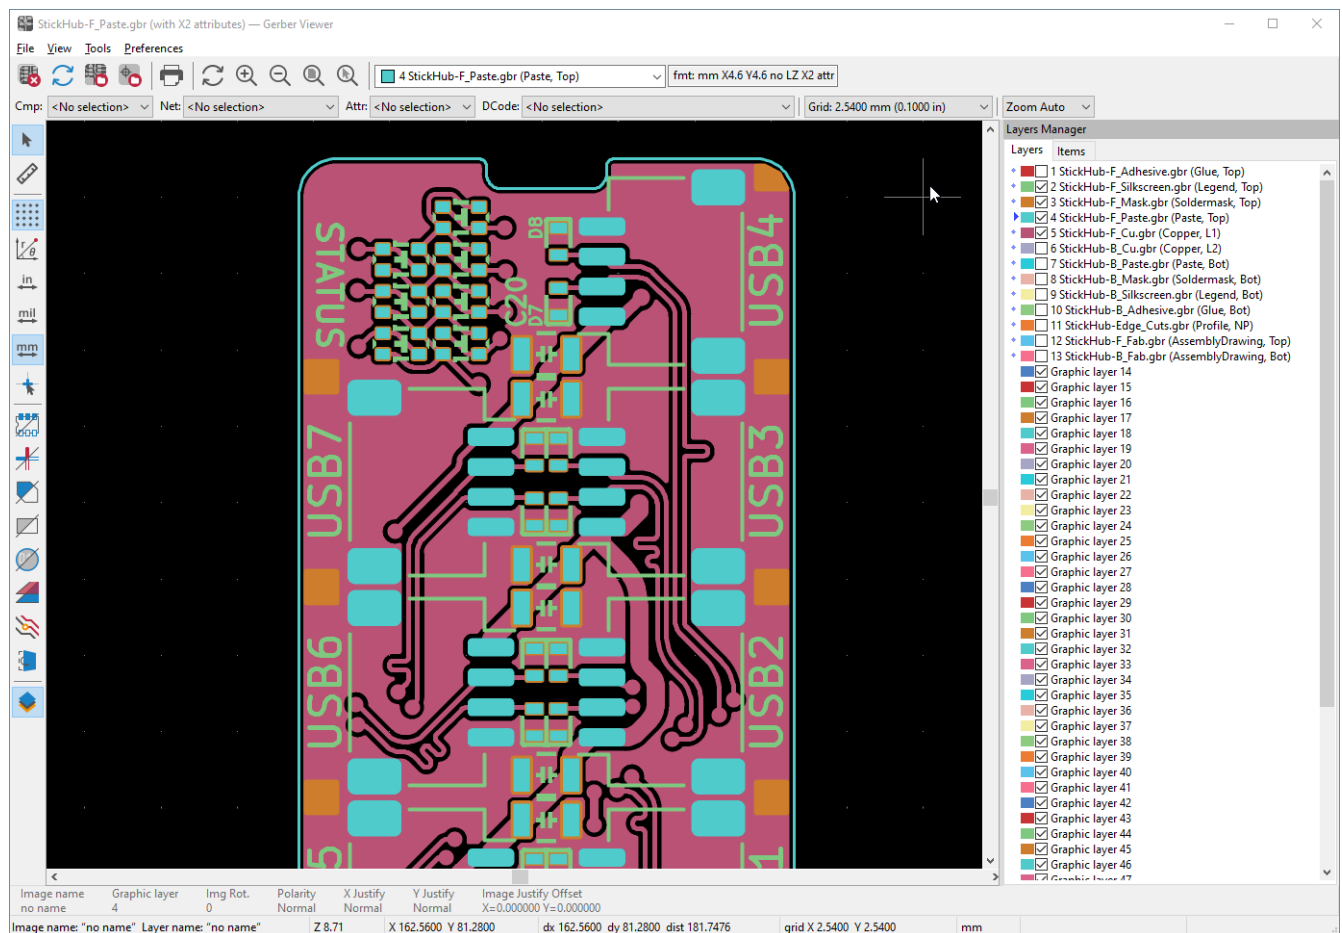 StickHub-F_Paste.gbr (with X2 attributes) — Gerber Viewer
File View Tools Preferences
4 StickHub-F_Paste.gbr (Paste, Top) fmt: mm X4.6 Y4.6 no LZ X2 attr
Cmp: <No selection> Net: <No selection> Attr: <No selection> DCode: <No selection> Grid: 2.5400 mm (0.1000 in) Zoom Auto
in
mil
mm
STATUS
D8
C20
D7
USB4
USB7
USB3
USB6
USB2
5
1
Layers Manager
Layers Items
1 StickHub-F_Adhesive.gbr (Glue, Top)
2 StickHub-F_Silkscreen.gbr (Legend, Top)
3 StickHub-F_Mask.gbr (Soldermask, Top)
4 StickHub-F_Paste.gbr (Paste, Top)
5 StickHub-F_Cu.gbr (Copper, L1)
6 StickHub-B_Cu.gbr (Copper, L2)
7 StickHub-B_Paste.gbr (Paste, Bot)
8 StickHub-B_Mask.gbr (Soldermask, Bot)
9 StickHub-B_Silkscreen.gbr (Legend, Bot)
10 StickHub-B_Adhesive.gbr (Glue, Bot)
11 StickHub-Edge_Cuts.gbr (Profile, NP)
12 StickHub-F_Fab.gbr (AssemblyDrawing, Top)
13 StickHub-B_Fab.gbr (AssemblyDrawing, Bot)
Graphic layer 14
Graphic layer 15
Graphic layer 16
Graphic layer 17
Graphic layer 18
Graphic layer 19
Graphic layer 20
Graphic layer 21
Graphic layer 22
Graphic layer 23
Graphic layer 24
Graphic layer 25
Graphic layer 26
Graphic layer 27
Graphic layer 28
Graphic layer 29
Graphic layer 30
Graphic layer 31
Graphic layer 32
Graphic layer 33
Graphic layer 34
Graphic layer 35
Graphic layer 36
Graphic layer 37
Graphic layer 38
Graphic layer 39
Graphic layer 40
Graphic layer 41
Graphic layer 42
Graphic layer 43
Graphic layer 44
Graphic layer 45
Graphic layer 46
Graphic layer 47
Image name Graphic layer Img Rot. Polarity X Justify Y Justify Image Justify Offset
no name 4 0 Normal Normal Normal X=0.000000 Y=0.000000
Image name: "no name" Layer name: "no name" Z 8.71 X 162.5600 Y 81.2800 dx 162.5600 dy 81.2800 dist 181.7476 grid X 2.5400 Y 2.5400 mm